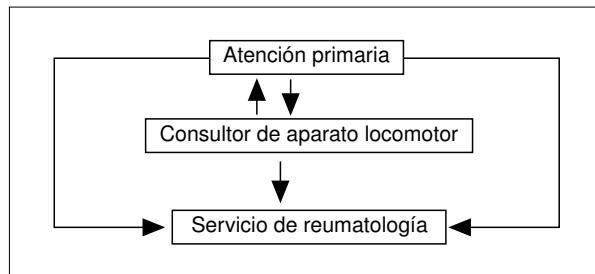 Atención primaria
Consultor de aparato locomotor
Servicio de reumatología